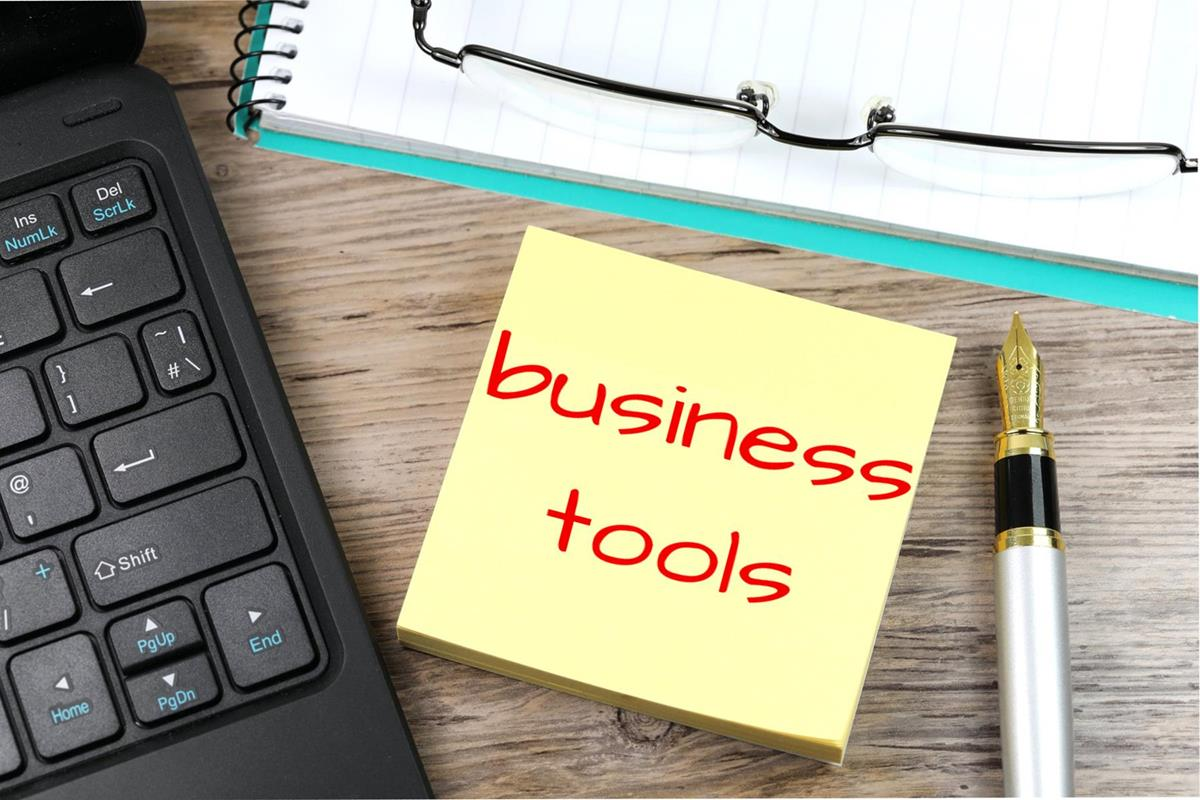 business
tools
Ins
NumLk
Del
ScrLk
←
}
]
~ |
# \
@
'
Shift
+
/
PgUp
PgDn
End
Home